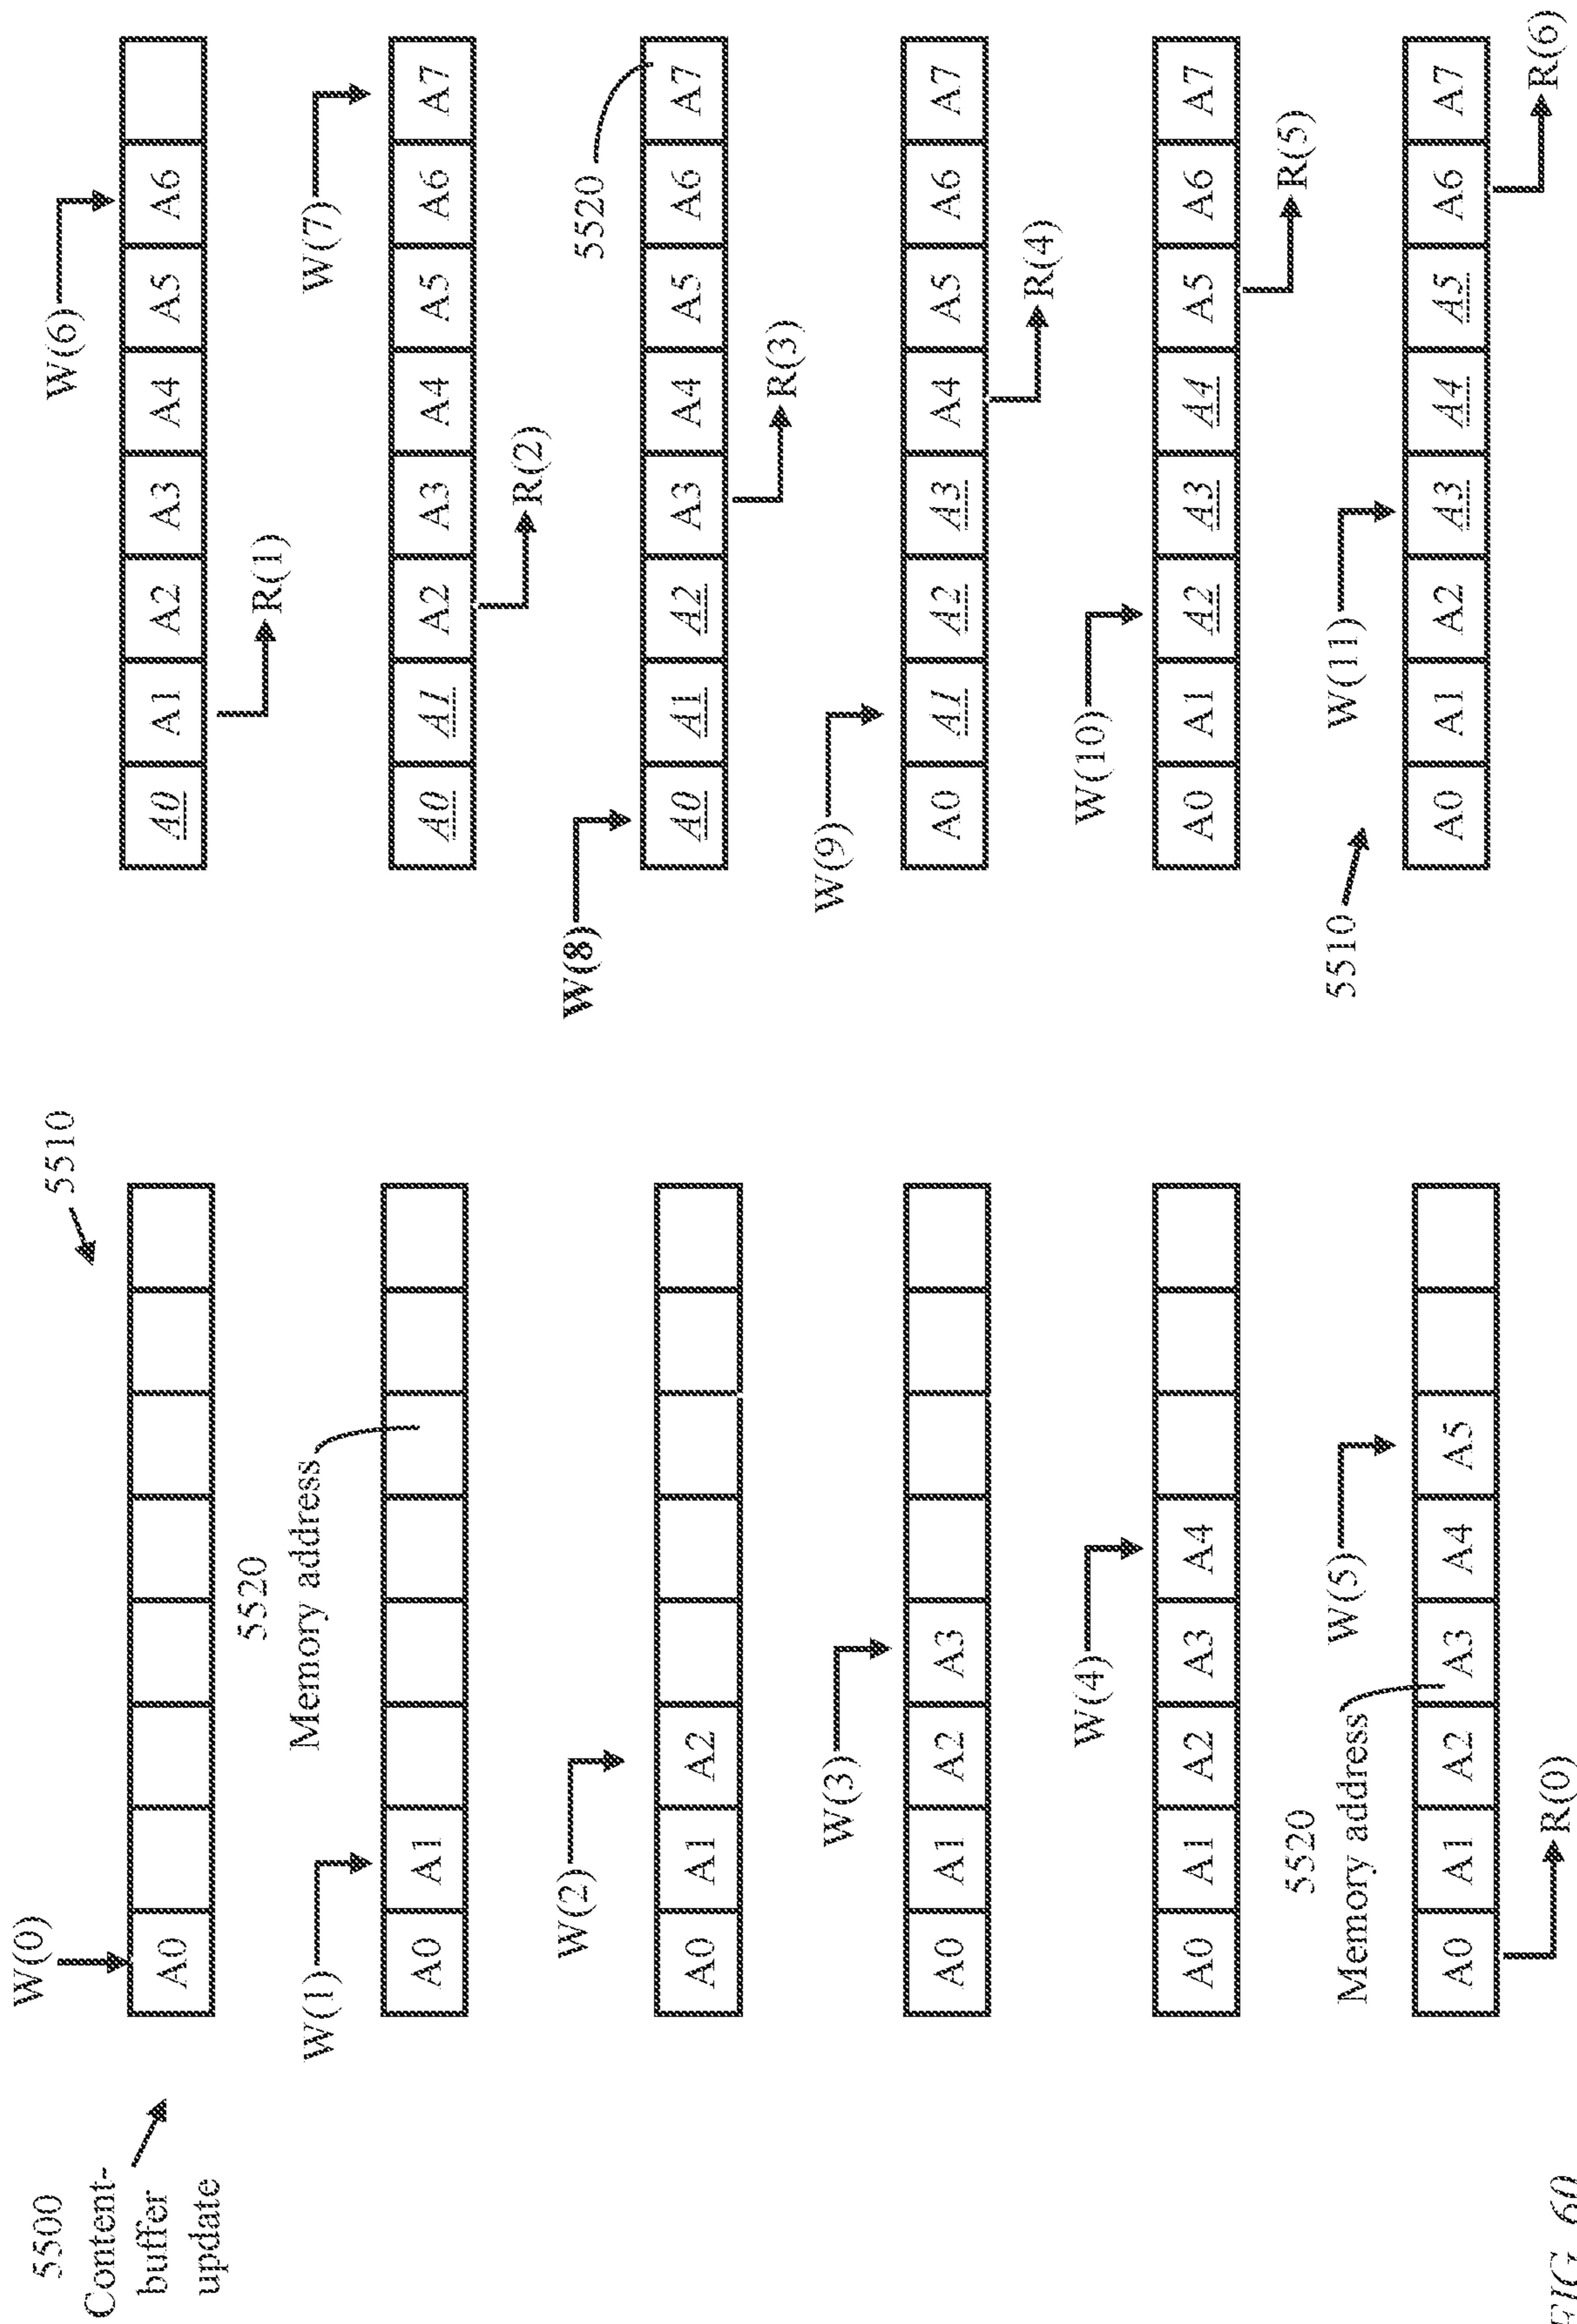 5500
Content-
buffer
update
W(0)
5510
A0
W(1)
5520
Memory address
A0 A1
W(2)
A0 A1 A2
W(3)
A0 A1 A2 A3
W(4)
A0 A1 A2 A3 A4
5520
Memory address
W(5)
A0 A1 A2 A3 A4 A5
R(0)
W(6)
A0 A1 A2 A3 A4 A5 A6
R(1)
W(7)
A0 A1 A2 A3 A4 A5 A6 A7
R(2)
W(8)
5520
A0 A1 A2 A3 A4 A5 A6 A7
R(3)
W(9)
A0 A1 A2 A3 A4 A5 A6 A7
R(4)
W(10)
A0 A1 A2 A3 A4 A5 A6 A7
R(5)
5510
W(11)
A0 A1 A2 A3 A4 A5 A6 A7
R(6)
FIG. 60